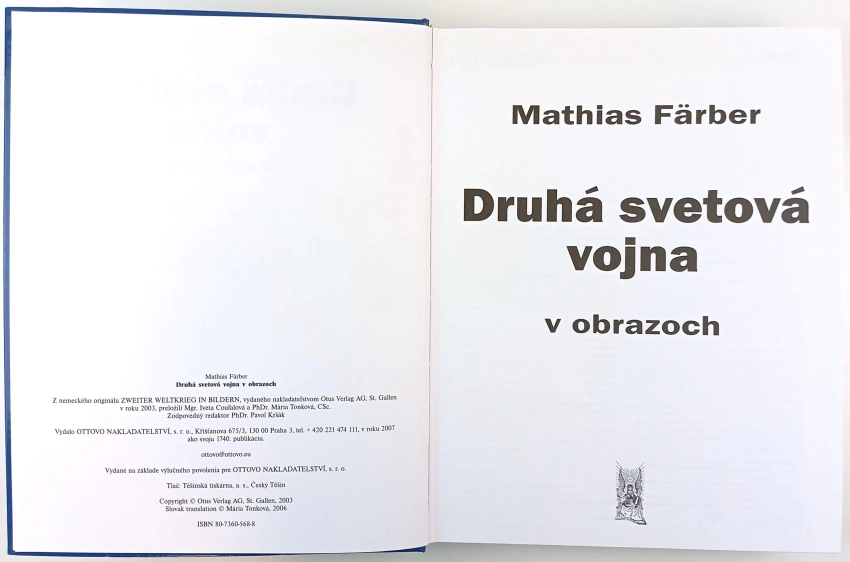 Mathias Färber
Druhá svetová vojna v obrazoch
Z nemeckého originálu ZWEITER WELTKRIEG IN BILDERN, vydaného nakladatelstvom Otus Verlag AG, St. Gallen
v roku 2003, preložili Mgr. Iveta Coufalová a PhDr. Mária Tonková, CSc.
Zodpovedný redaktor PhDr. Pavol Kršák
Vydalo OTTOVO NAKLADATELSTVÍ, s. r. o., Křišťanova 675/3, 130 00 Praha 3, tel. + 420 221 474 111, v roku 2007
ako svoju 1740. publikáciu.
ottovo@ottovo.eu
Vydané na základe výlučného povolenia pre OTTOVO NAKLADATELSTVÍ, s. r. o.
Tlač: Těšínská tiskárna, a. s., Český Těšín
Copyright © Otus Verlag AG, St. Gallen, 2003
Slovak translation © Mária Tonková, 2006
ISBN 80-7360-568-8
Mathias Färber
Druhá svetová
vojna
v obrazoch